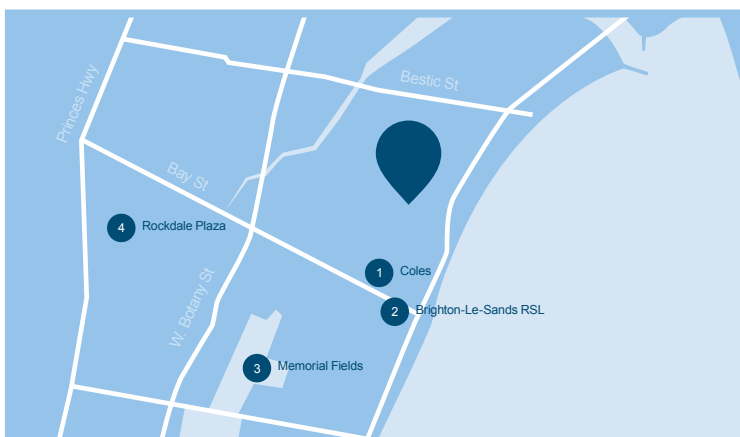 Bestic St
Princes Hwy
Bay St
4 Rockdale Plaza
1 Coles
W. Botany St
2 Brighton-Le-Sands RSL
3 Memorial Fields